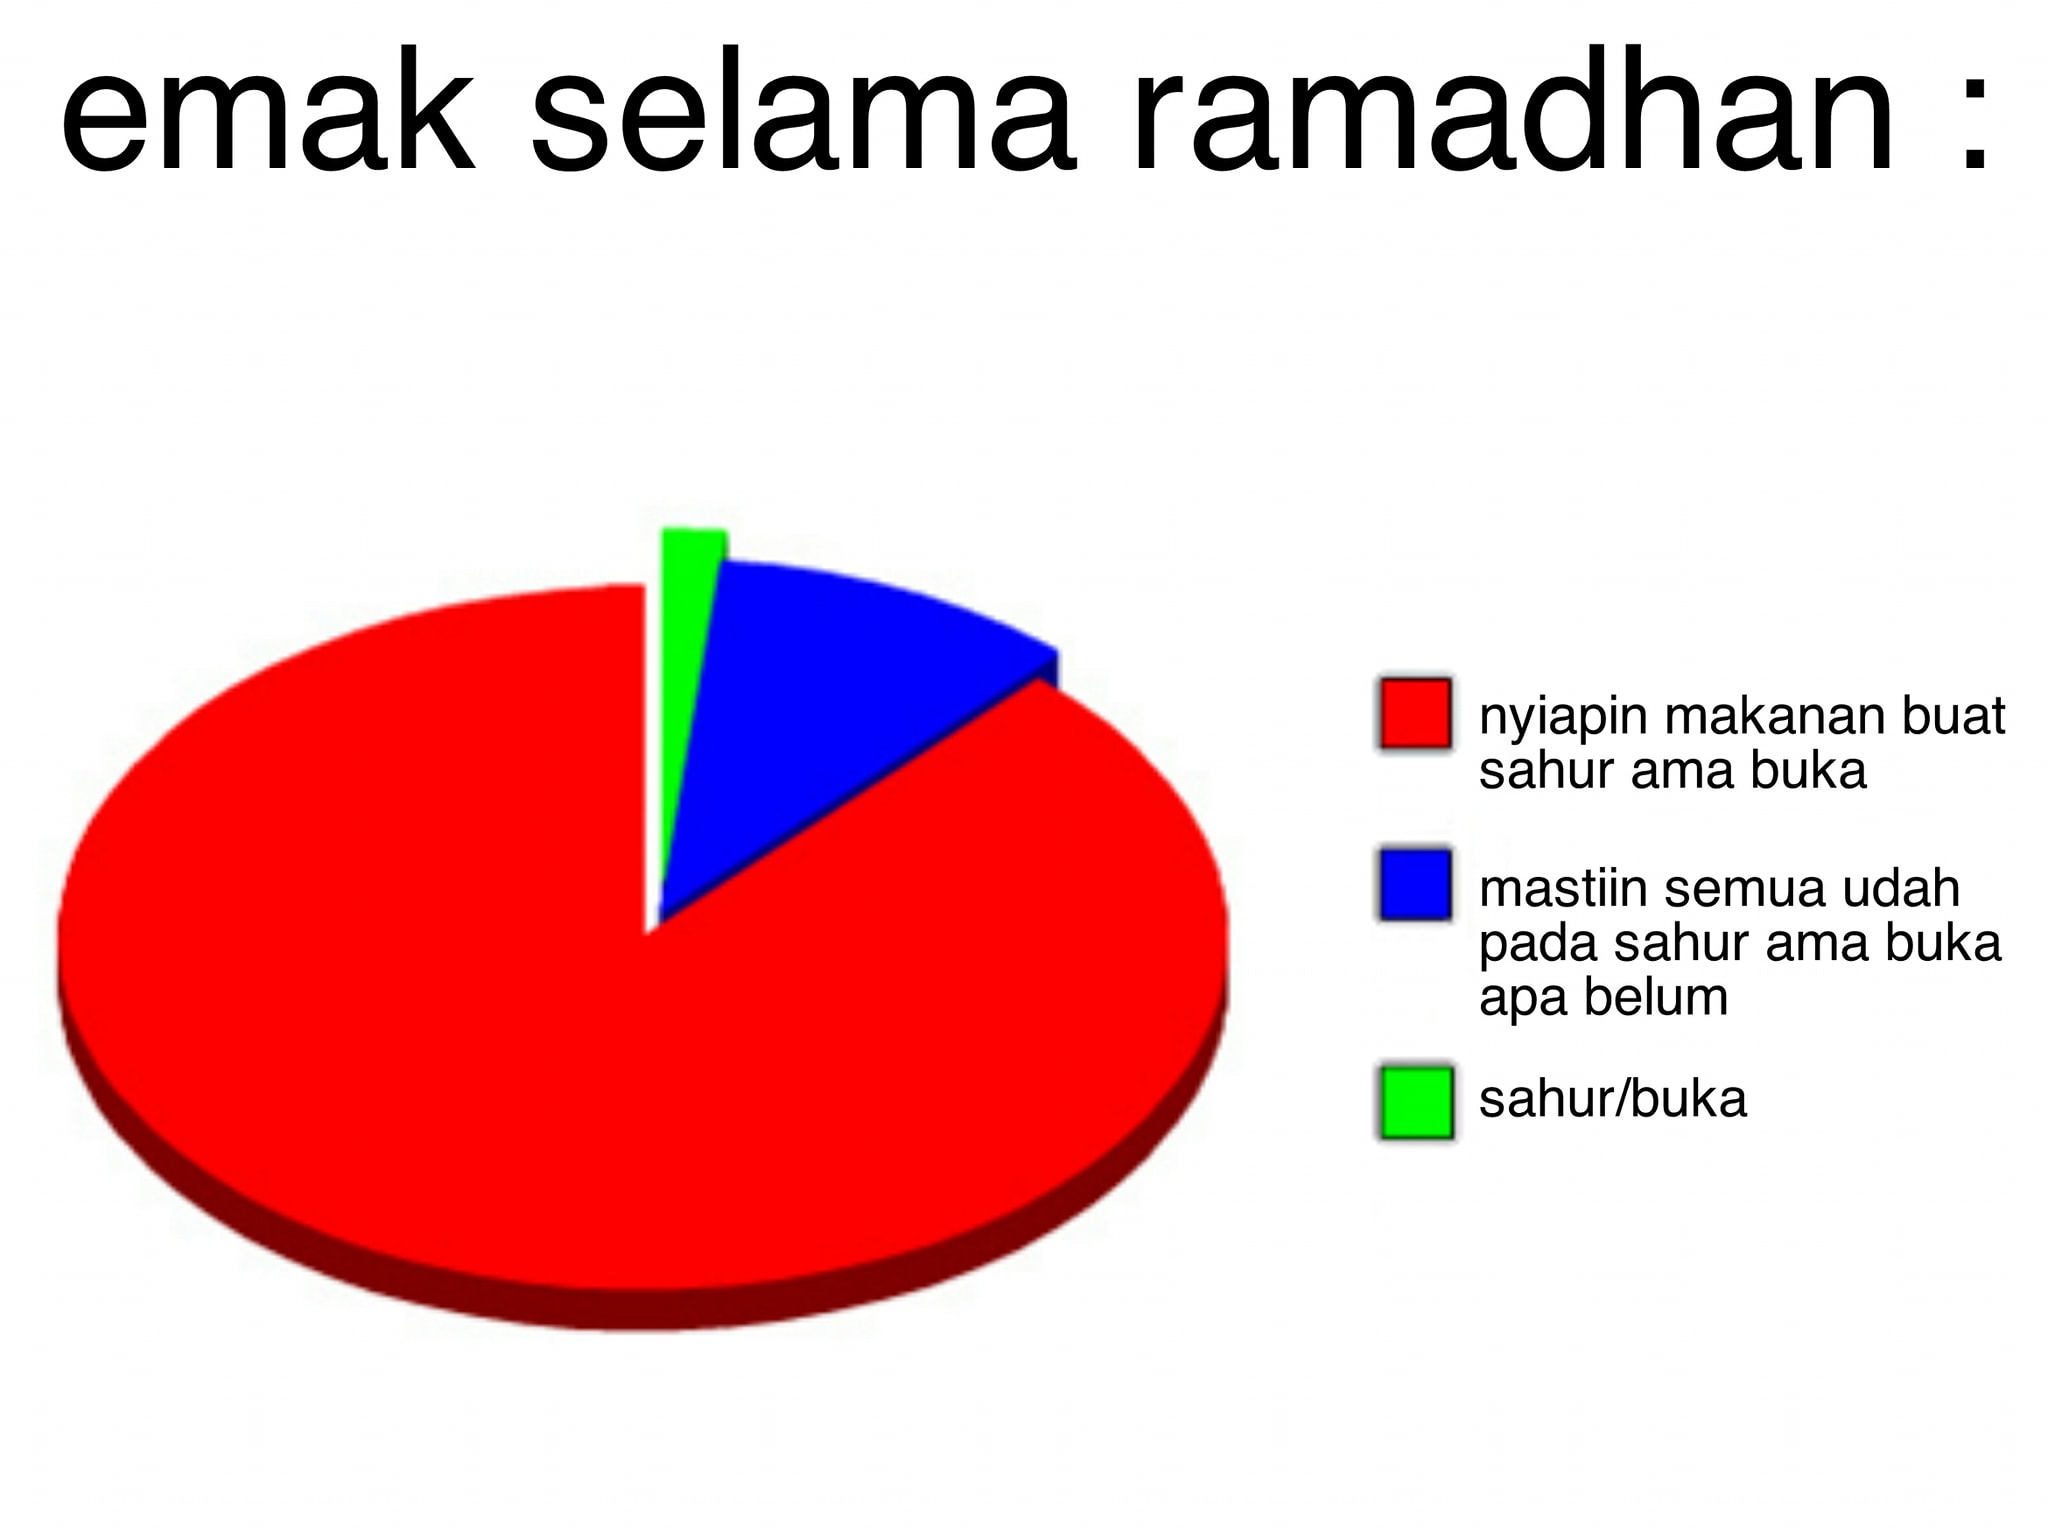 emak selama ramadhan :
nyiapin makanan buat
sahur ama buka
mastiin semua udah
pada sahur ama buka
apa belum
sahur/buka